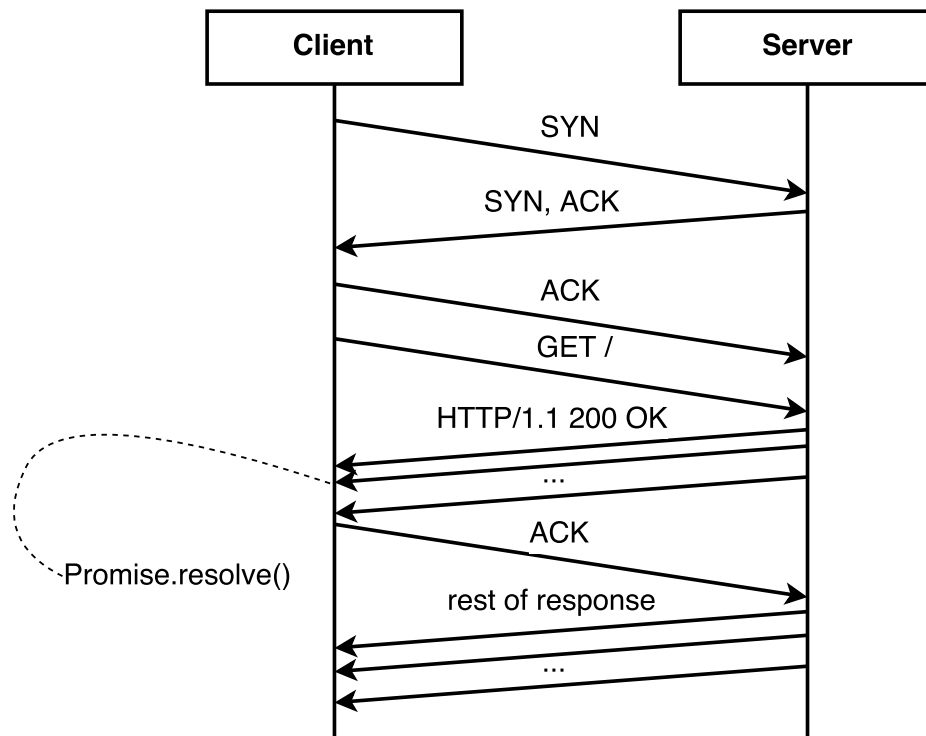 Client
Server
SYN
SYN, ACK
ACK
GET /
HTTP/1.1 200 OK
...
ACK
Promise.resolve()
rest of response
...